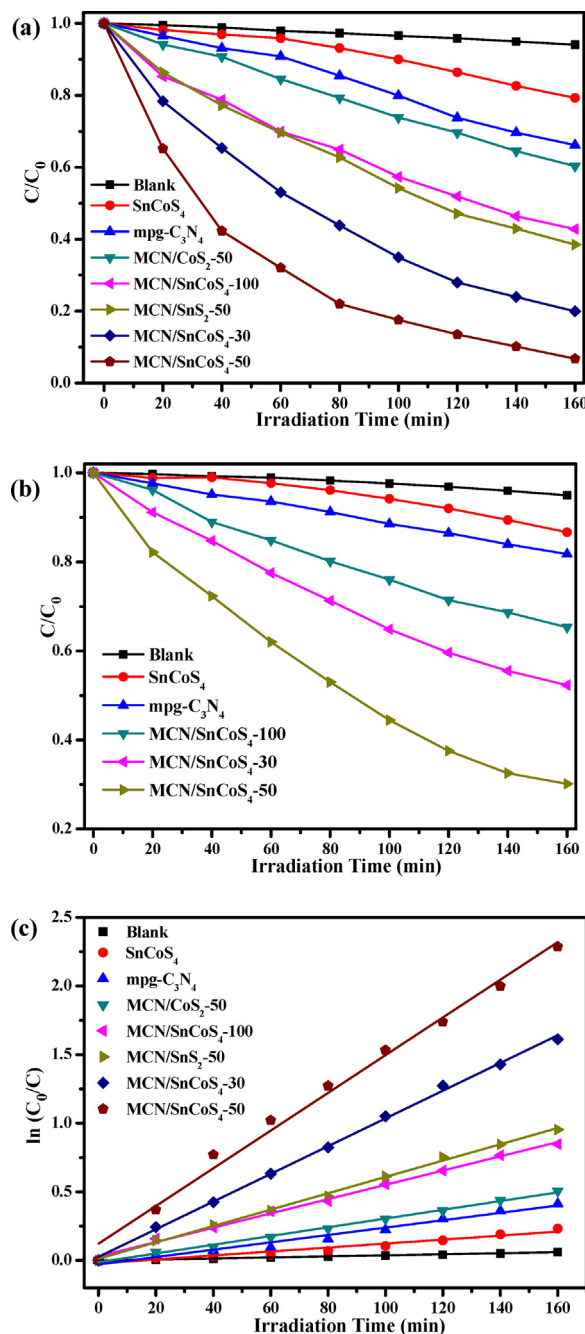 (a)
C/C₀
1.0
0.8
0.6
0.4
0.2
0.0
Blank
SnCoS₄
mpg-C₃N₄
MCN/CoS₂-50
MCN/SnCoS₄-100
MCN/SnS₂-50
MCN/SnCoS₄-30
MCN/SnCoS₄-50
0 20 40 60 80 100 120 140 160
Irradiation Time (min)
(b)
C/C₀
1.0
0.8
0.6
0.4
0.2
Blank
SnCoS₄
mpg-C₃N₄
MCN/SnCoS₄-100
MCN/SnCoS₄-30
MCN/SnCoS₄-50
0 20 40 60 80 100 120 140 160
Irradiation Time (min)
(c)
ln (C₀/C)
2.5
2.0
1.5
1.0
0.5
0.0
Blank
SnCoS₄
mpg-C₃N₄
MCN/CoS₂-50
MCN/SnCoS₄-100
MCN/SnS₂-50
MCN/SnCoS₄-30
MCN/SnCoS₄-50
0 20 40 60 80 100 120 140 160
Irradiation Time (min)